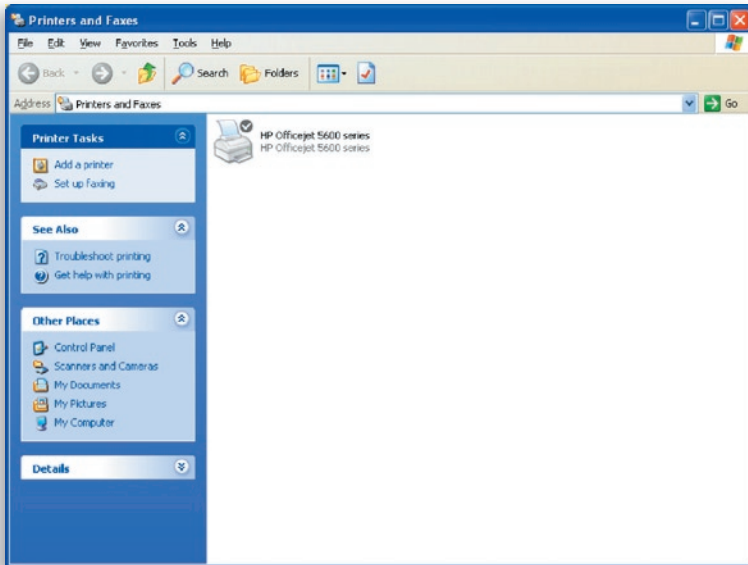 Printers and Faxes
File Edit View Favorites Tools Help
Back Search Folders
Address Printers and Faxes Go
Printer Tasks
Add a printer
Set up faxing
See Also
Troubleshoot printing
Get help with printing
Other Places
Control Panel
Scanners and Cameras
My Documents
My Pictures
My Computer
Details
HP Officejet 5600 series
HP Officejet 5600 series